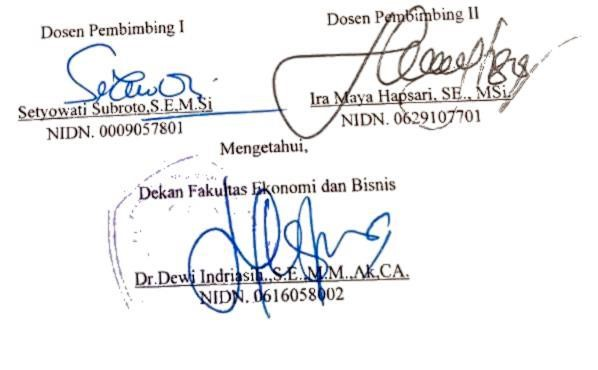 Dosen Pembimbing I
Setyowati Subroto,S.E.M.Si
NIDN. 0009057801
Dosen Pembimbing II
Ira Maya Hapsari, SE., MSi.
NIDN. 0629107701
Mengetahui,
Dekan Fakultas Ekonomi dan Bisnis
Dr.Dewi Indriasih.,S.E.,M.M.,Ak,CA.
NIDN. 0616058002